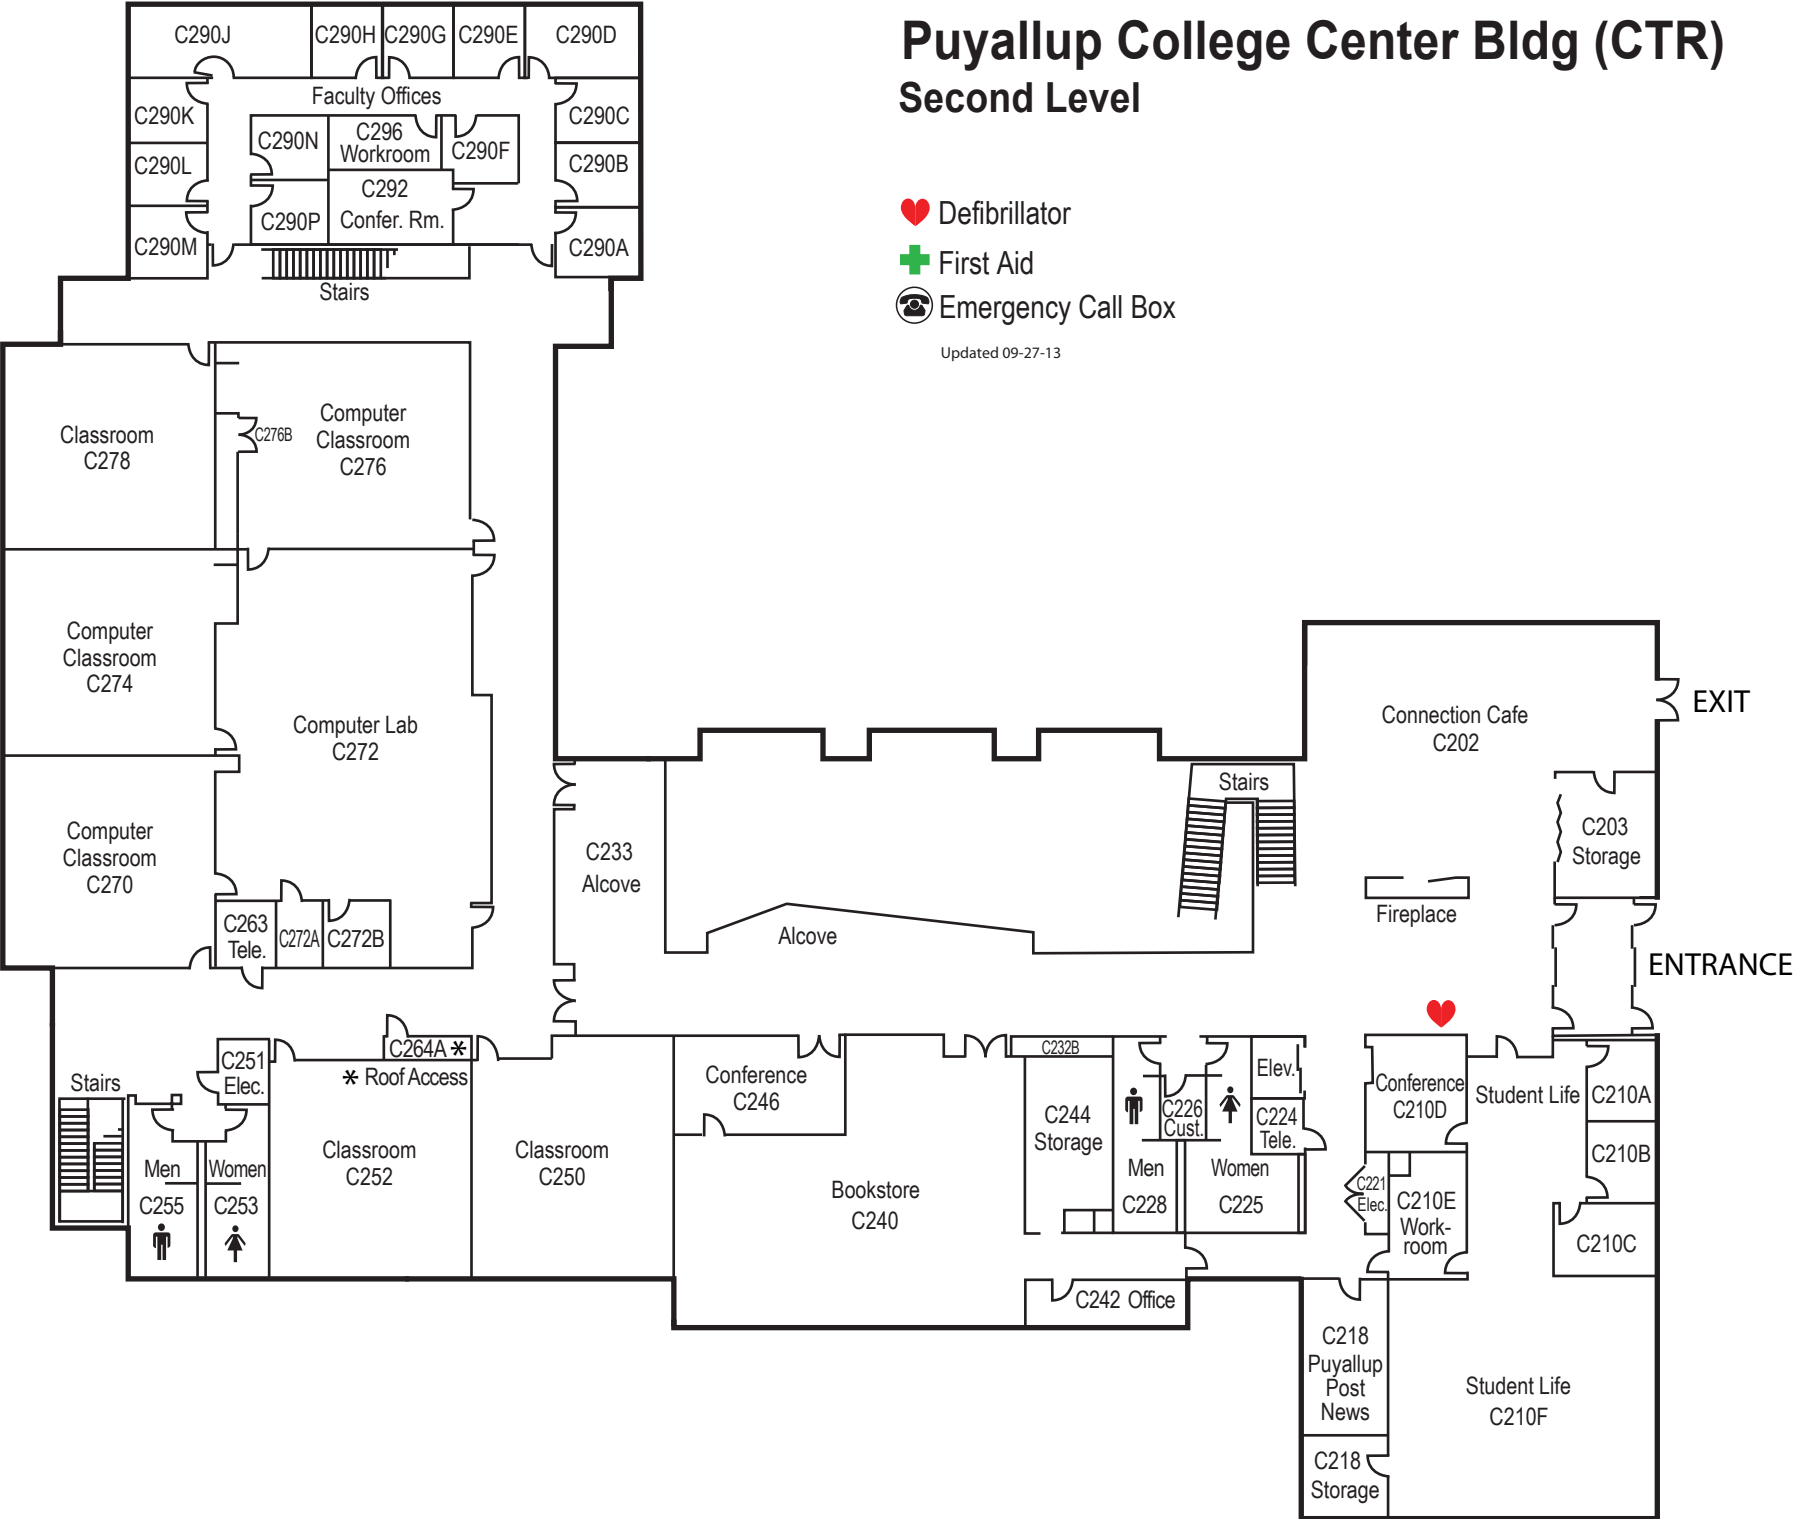 Puyallup College Center Bldg (CTR)
Second Level
Defibrillator
First Aid
Emergency Call Box
Updated 09-27-13
C290J
C290H
C290G
C290E
C290D
Faculty Offices
C290K
C290N
C296
Workroom
C290F
C290C
C290L
C290B
C292
Confer. Rm.
C290P
C290M
C290A
Stairs
Classroom
C278
C276B
Computer
Classroom
C276
Computer
Classroom
C274
Computer Lab
C272
Computer
Classroom
C270
C263
Tele.
C272A
C272B
C233
Alcove
Alcove
Stairs
Connection Cafe
C202
EXIT
C203
Storage
Fireplace
ENTRANCE
C264A *
* Roof Access
C251
Elec.
Stairs
Men
C255
Women
C253
Classroom
C252
Classroom
C250
Conference
C246
Bookstore
C240
C232B
C244
Storage
C226
Cust.
Men
C228
Women
C225
Elev.
C224
Tele.
C242 Office
Conference
C210D
Student Life
C210A
C210B
C210C
C221
Elec.
C210E
Work-
room
C218
Puyallup
Post
News
Student Life
C210F
C218
Storage